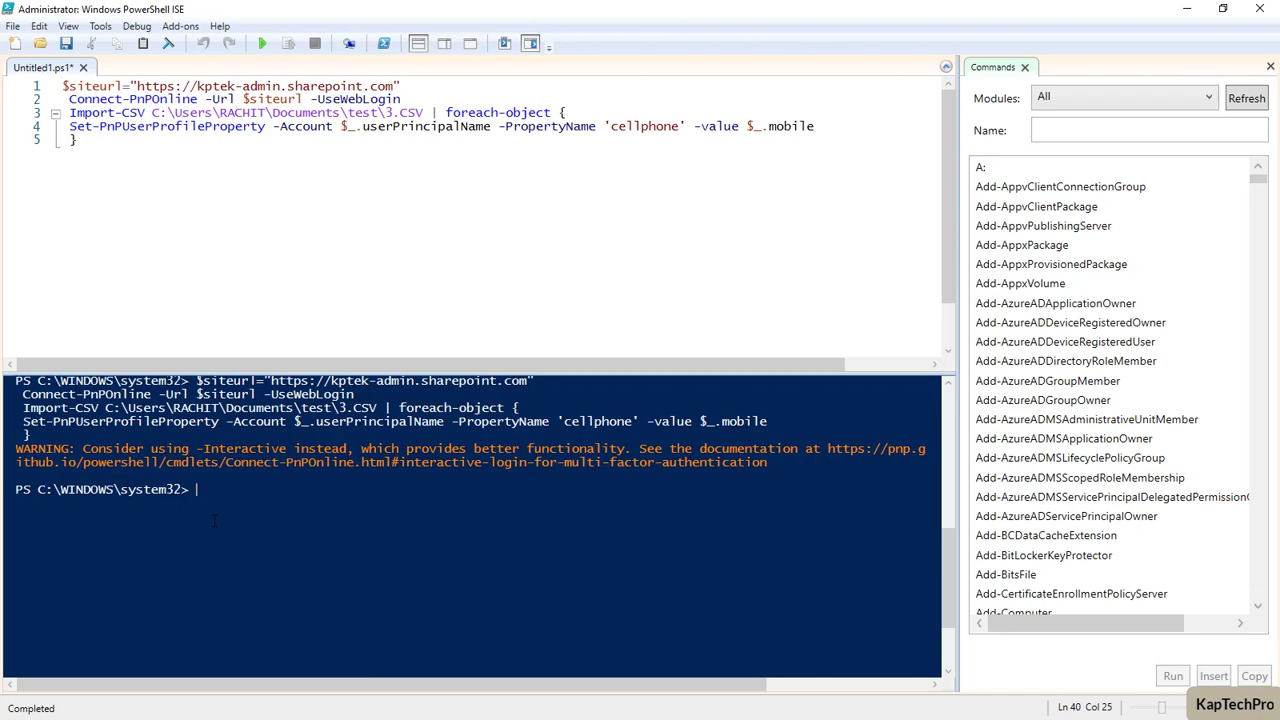 Administrator: Windows PowerShell ISE
File Edit View Tools Debug Add-ons Help
Untitled1.ps1*
1 $siteurl="https://kptek-admin.sharepoint.com"
2 Connect-PnPOnline -Url $siteurl -UseWebLogin
3 Import-CSV C:\Users\RACHIT\Documents\test\3.CSV | foreach-object {
4 Set-PnPUserProfileProperty -Account $_.userPrincipalName -PropertyName 'cellphone' -value $_.mobile
5 }
PS C:\WINDOWS\system32> $siteurl="https://kptek-admin.sharepoint.com"
Connect-PnPOnline -Url $siteurl -UseWebLogin
Import-CSV C:\Users\RACHIT\Documents\test\3.CSV | foreach-object {
Set-PnPUserProfileProperty -Account $_.userPrincipalName -PropertyName 'cellphone' -value $_.mobile
}
WARNING: Consider using -Interactive instead, which provides better functionality. See the documentation at https://pnp.g
ithub.io/powershell/cmdlets/Connect-PnPOnline.html#interactive-login-for-multi-factor-authentication
PS C:\WINDOWS\system32>
Commands
Modules: All Refresh
Name:
A:
Add-AppvClientConnectionGroup
Add-AppvClientPackage
Add-AppvPublishingServer
Add-AppxPackage
Add-AppxProvisionedPackage
Add-AppxVolume
Add-AzureADApplicationOwner
Add-AzureADDeviceRegisteredOwner
Add-AzureADDeviceRegisteredUser
Add-AzureADDirectoryRoleMember
Add-AzureADGroupMember
Add-AzureADGroupOwner
Add-AzureADMSAdministrativeUnitMember
Add-AzureADMSApplicationOwner
Add-AzureADMSLifecyclePolicyGroup
Add-AzureADMSScopedRoleMembership
Add-AzureADMSServicePrincipalDelegatedPermission
Add-AzureADServicePrincipalOwner
Add-BCDataCacheExtension
Add-BitLockerKeyProtector
Add-BitsFile
Add-CertificateEnrollmentPolicyServer
Add-Computer
Run Insert Copy
Completed
Ln 40 Col 25
KapTechPro